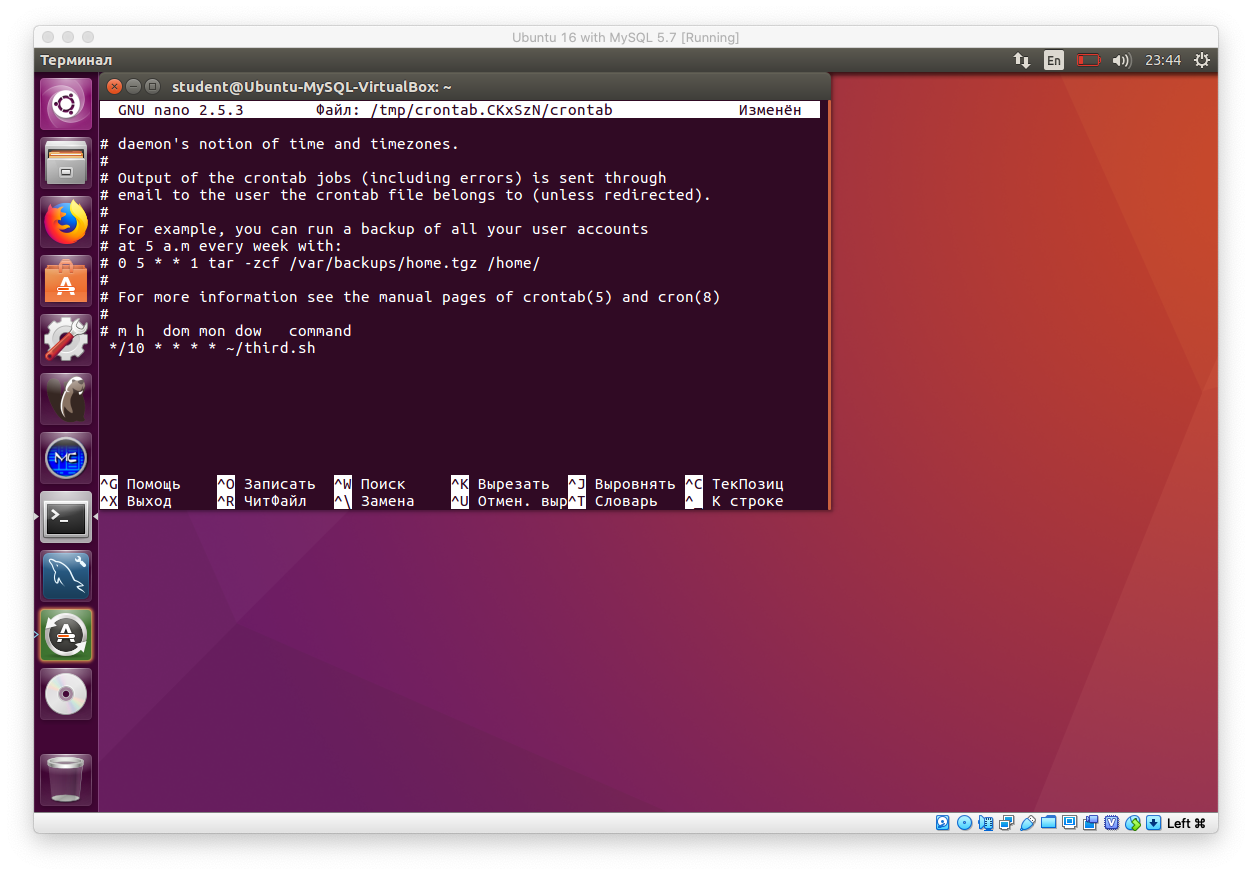 Ubuntu 16 with MySQL 5.7 [Running]
Терминал
En
23:44
student@Ubuntu-MySQL-VirtualBox: ~
GNU nano 2.5.3 Файл: /tmp/crontab.CKxSzN/crontab Изменён
# daemon's notion of time and timezones.
#
# Output of the crontab jobs (including errors) is sent through
# email to the user the crontab file belongs to (unless redirected).
#
# For example, you can run a backup of all your user accounts
# at 5 a.m every week with:
# 0 5 * * 1 tar -zcf /var/backups/home.tgz /home/
#
# For more information see the manual pages of crontab(5) and cron(8)
#
# m h  dom mon dow   command
 */10 * * * * ~/third.sh
^G Помощь ^O Записать ^W Поиск ^K Вырезать ^J Выровнять ^C ТекПозиц
^X Выход ^R ЧитФайл ^\ Замена ^U Отмен. выр^T Словарь ^_ К строке
MC
Left ⌘